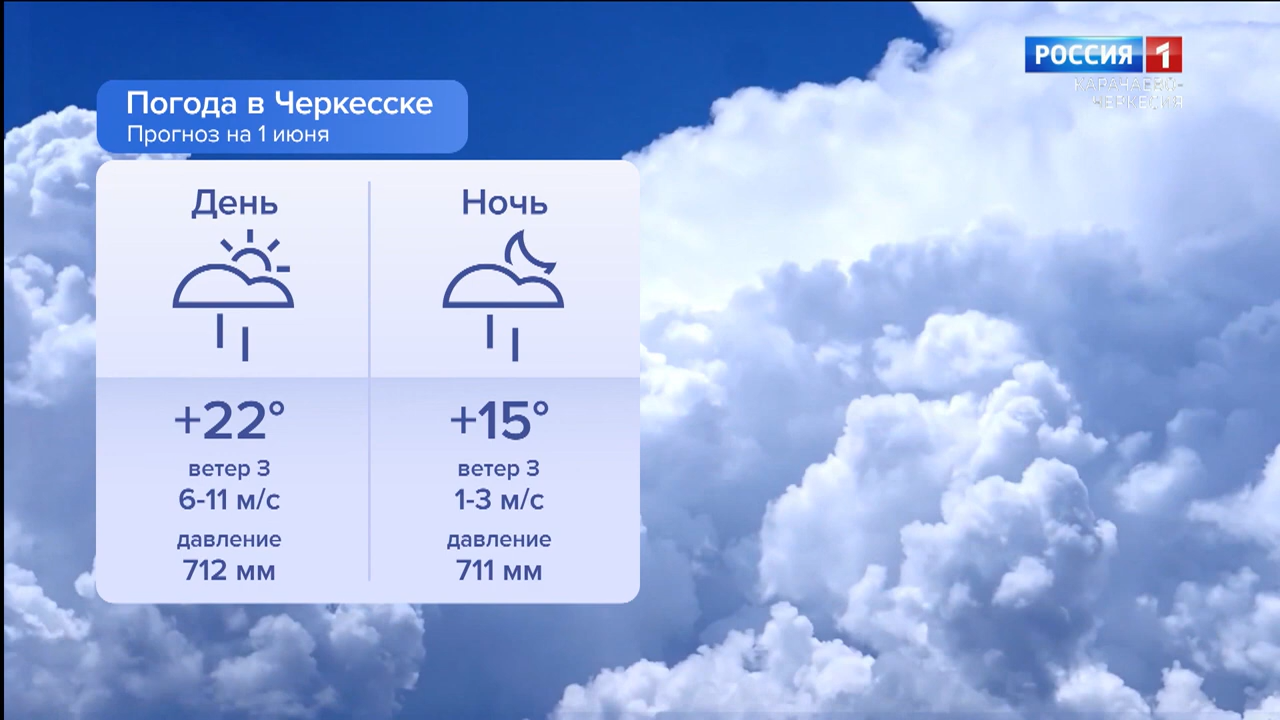 РОССИЯ 1
КАРАЧАЕВО-
ЧЕРКЕСИЯ
Погода в Черкесске
Прогноз на 1 июня
День
+22°
ветер З
6-11 м/с
давление
712 мм
Ночь
+15°
ветер З
1-3 м/с
давление
711 мм